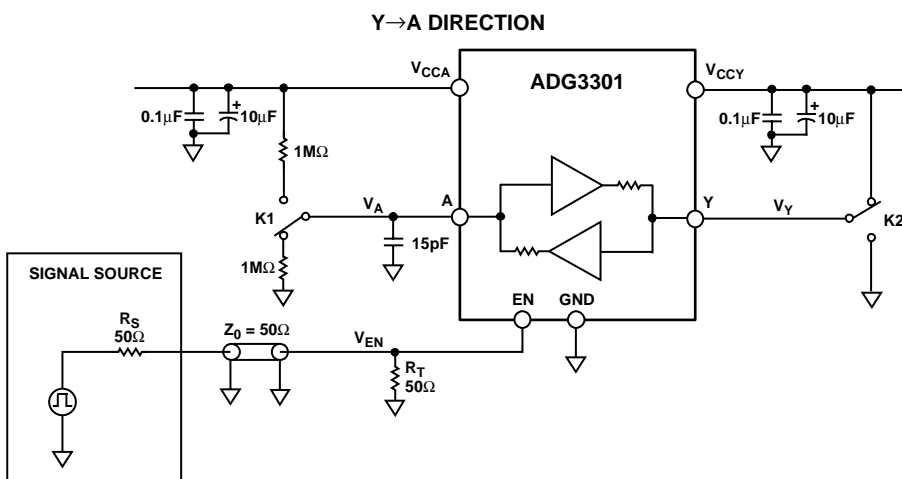 Y→A DIRECTION
V_CCA
ADG3301
V_CCY
0.1μF
+
10μF
0.1μF
+
10μF
1MΩ
V_A
A
Y
V_Y
K1
K2
15pF
1MΩ
SIGNAL SOURCE
EN
GND
R_S
50Ω
Z_0 = 50Ω
V_EN
R_T
50Ω